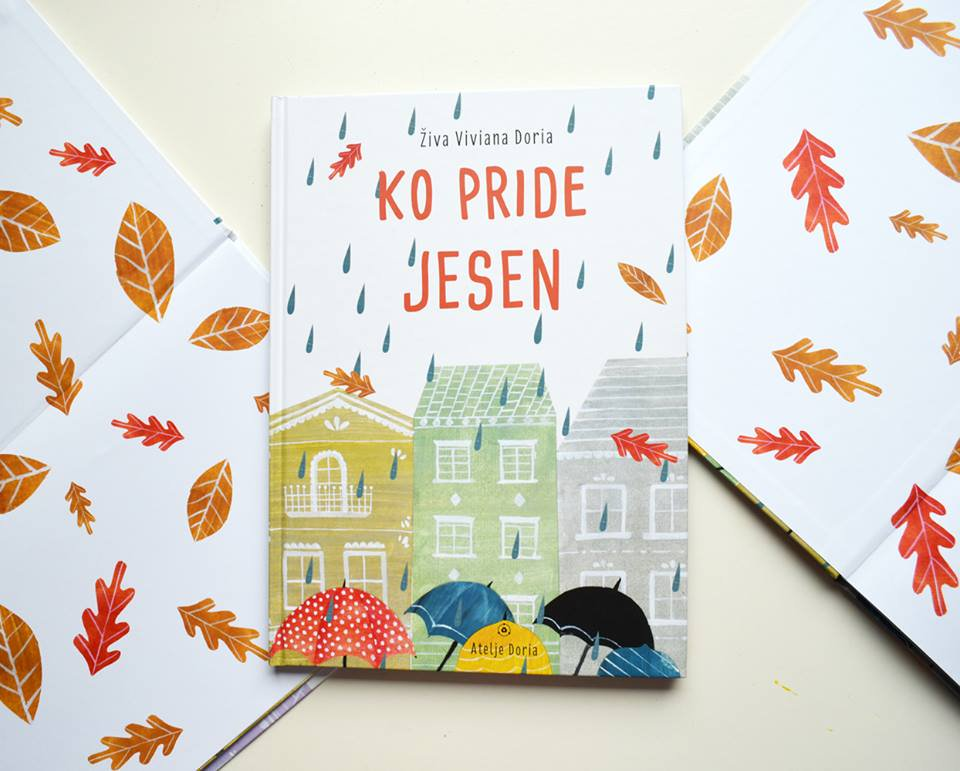 Živa Viviana Doria
KO PRIDE
JESEN
Atelje Doria